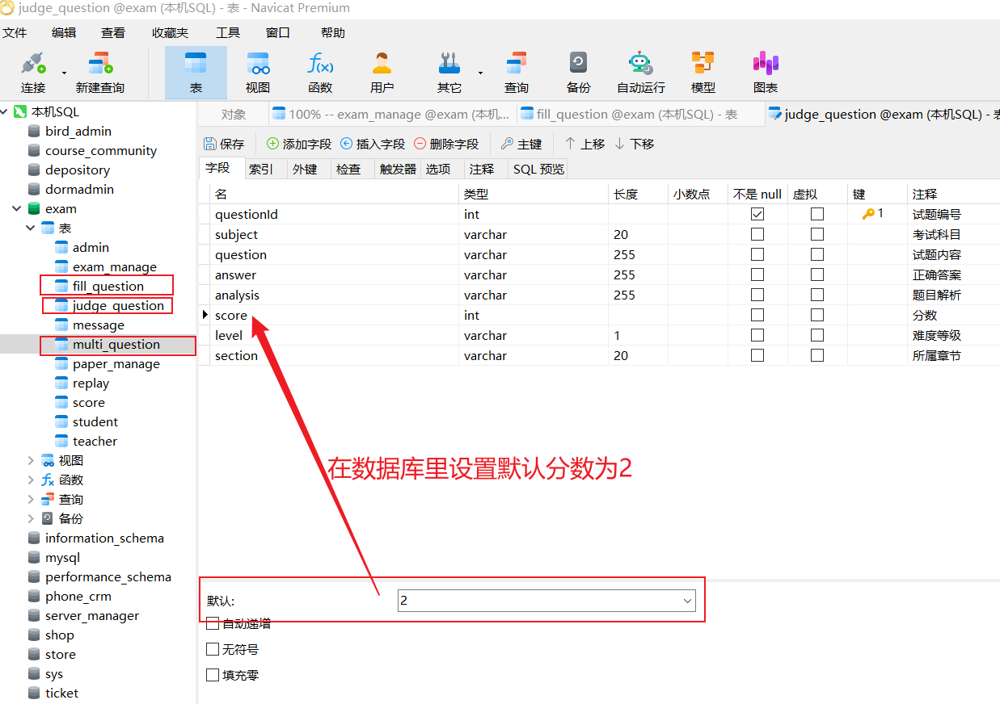 judge_question @exam (本机SQL) - 表 - Navicat Premium
文件 编辑 查看 收藏夹 工具 窗口 帮助
连接 新建查询 表 视图 函数 用户 其它 查询 备份 自动运行 模型 图表
本机SQL
bird_admin
course_community
depository
dormadmin
exam
表
admin
exam_manage
fill_question
judge_question
message
multi_question
paper_manage
replay
score
student
teacher
视图
函数
查询
备份
information_schema
mysql
performance_schema
phone_crm
server_manager
shop
store
sys
ticket
对象 100% -- exam_manage @exam (本机... fill_question @exam (本机SQL) - 表 judge_question @exam (本机SQL) - 表
保存 添加字段 插入字段 删除字段 主键 上移 下移
字段 索引 外键 检查 触发器 选项 注释 SQL 预览
名 类型 长度 小数点 不是 null 虚拟 键 注释
questionId int 1 试题编号
subject varchar 20 考试科目
question varchar 255 试题内容
answer varchar 255 正确答案
analysis varchar 255 题目解析
score int 分数
level varchar 1 难度等级
section varchar 20 所属章节
在数据库里设置默认分数为2
默认: 2
自动递增
无符号
填充零